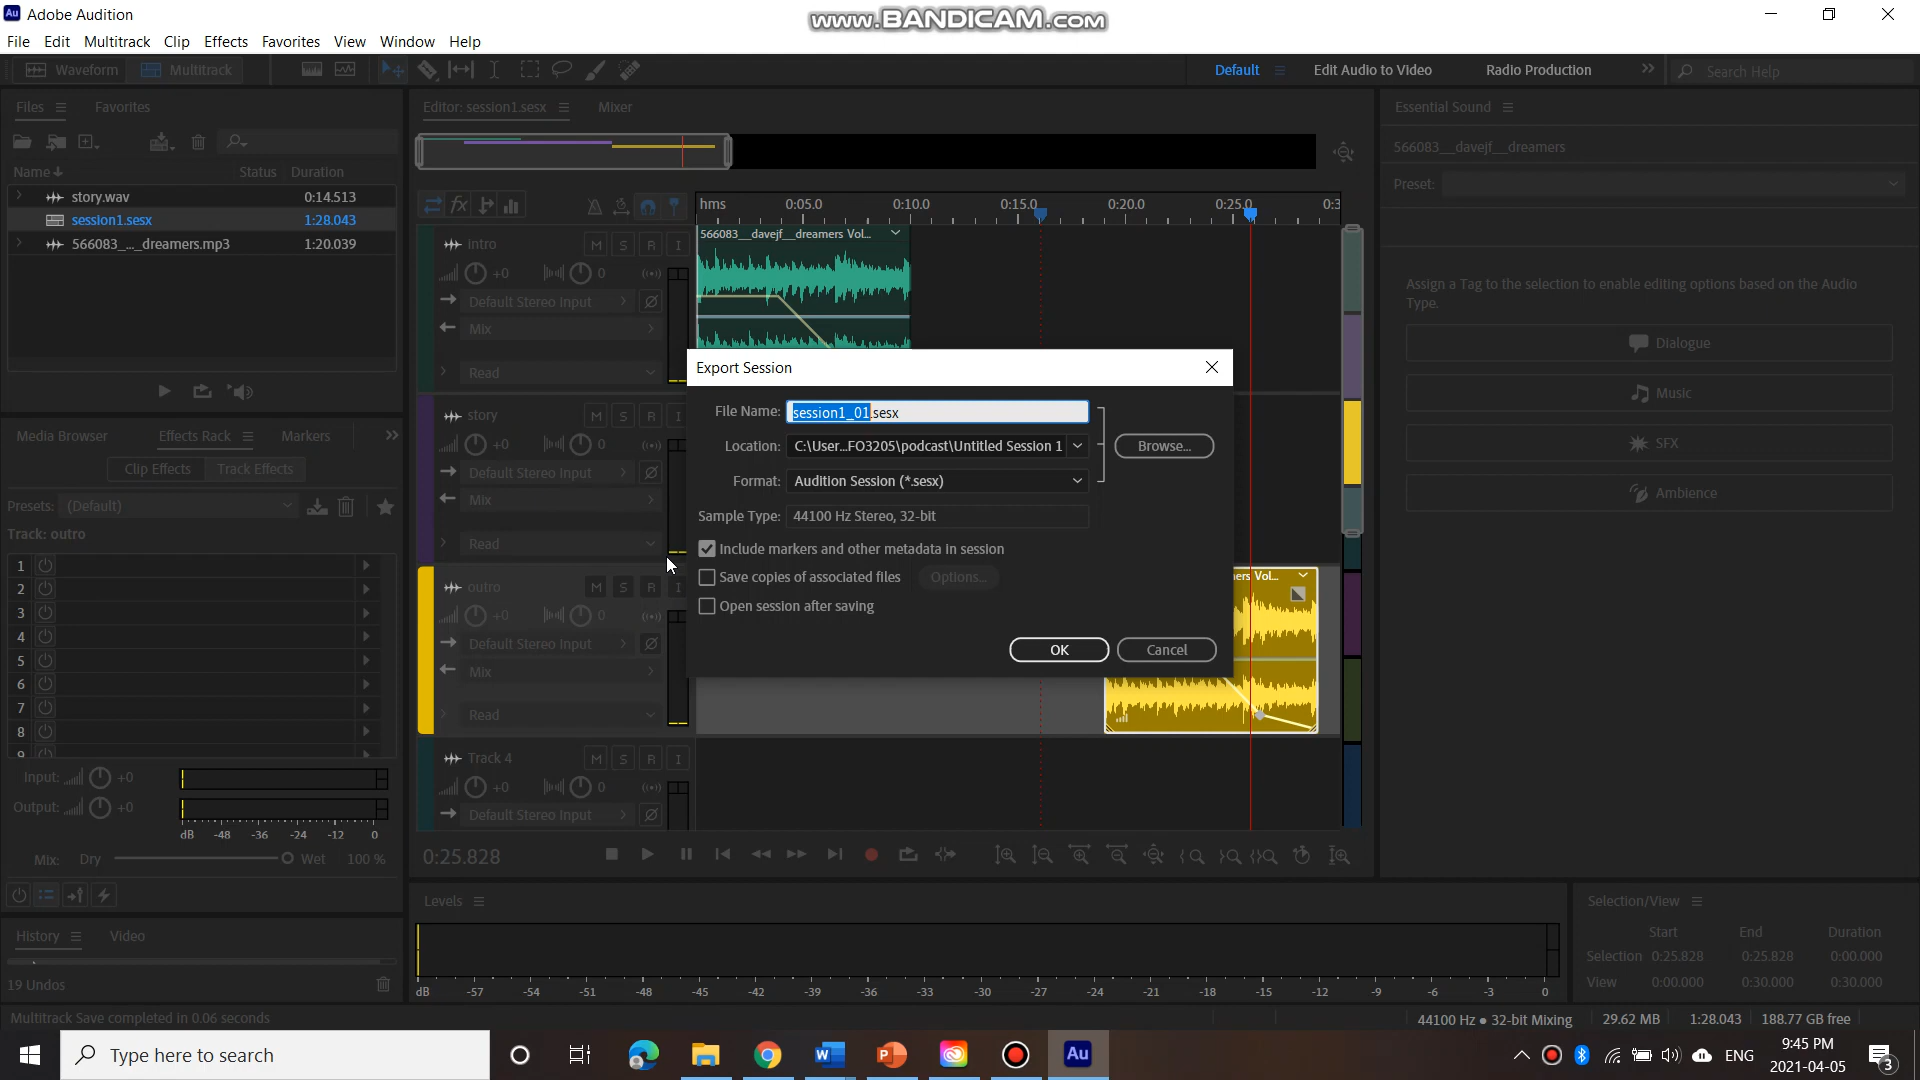 Au Adobe Audition
www.BANDICAM.com
File Edit Multitrack Clip Effects Favorites View Window Help
Waveform Multitrack
Default Edit Audio to Video Radio Production Search Help
Files Favorites
Name Status Duration
story.wav 0:14.513
session1.sesx 1:28.043
566083_..._dreamers.mp3 1:20.039
Media Browser Effects Rack Markers
Clip Effects Track Effects
Presets: (Default)
Track: outro
1
2
3
4
5
6
7
8
9
Input: +0
Output: +0
dB -48 -36 -24 -12 0
Mix: Dry Wet 100 %
History Video
19 Undos
Multitrack Save completed in 0.06 seconds
Editor: session1.sesx Mixer
fx
hms 0:05.0 0:10.0 0:15.0 0:20.0 0:25.0 0:3
intro M S R I
+0 0
Default Stereo Input
Mix
Read
566083__davejf__dreamers Vol...
story M S R I
+0 0
Default Stereo Input
Mix
Read
outro M S R I
+0 0
Default Stereo Input
Mix
Read
ers Vol...
Track 4 M S R I
+0 0
Default Stereo Input
0:25.828
Export Session
File Name: session1_01.sesx
Location: C:\User...FO3205\podcast\Untitled Session 1 Browse...
Format: Audition Session (*.sesx)
Sample Type: 44100 Hz Stereo, 32-bit
Include markers and other metadata in session
Save copies of associated files Options...
Open session after saving
OK Cancel
Levels
dB -57 -54 -51 -48 -45 -42 -39 -36 -33 -30 -27 -24 -21 -18 -15 -12 -9 -6 -3 0
Essential Sound
566083__davejf__dreamers
Preset:
Assign a Tag to the selection to enable editing options based on the Audio
Type.
Dialogue
Music
SFX
Ambience
Selection/View
Start End Duration
Selection 0:25.828 0:25.828 0:00.000
View 0:00.000 0:30.000 0:30.000
44100 Hz ● 32-bit Mixing 29.62 MB 1:28.043 188.77 GB free
Type here to search
Au
ENG
9:45 PM
2021-04-05
3